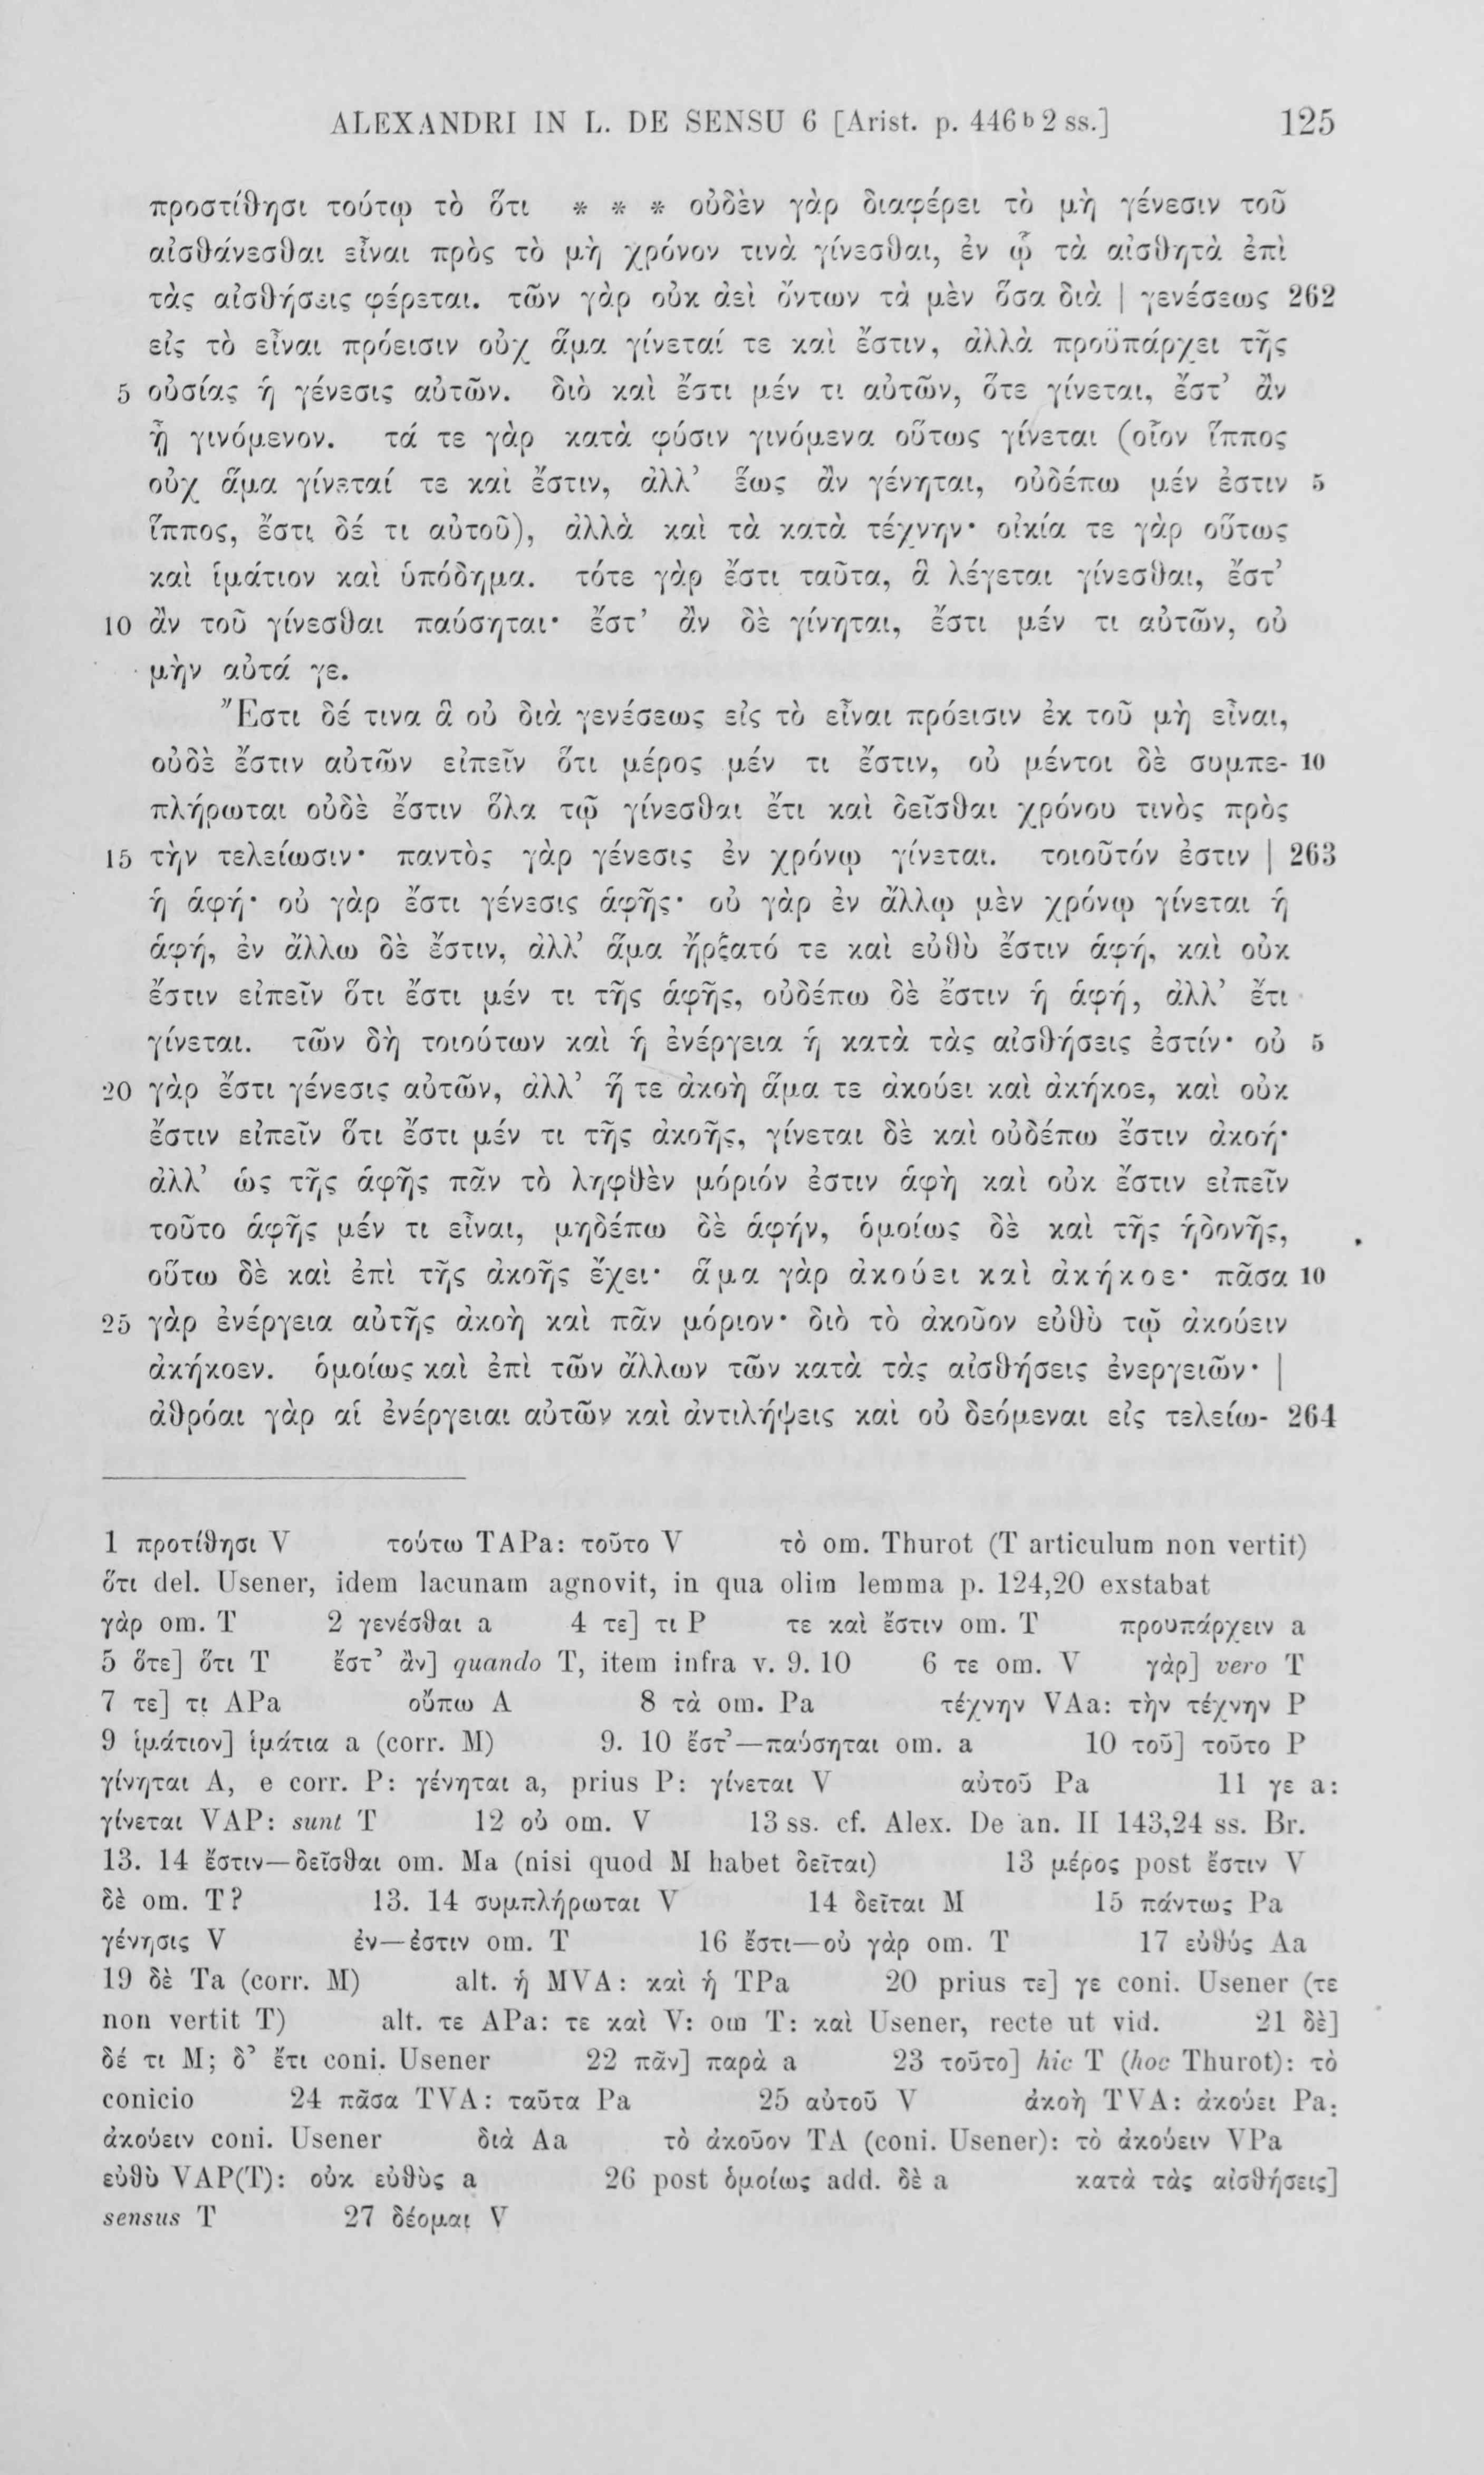 ALEXANDRI IN L. DE SENSU 6 [Arist. p. 446ᵇ 2 ss.] 125
προστίθησι τούτῳ τὸ ὅτι * * * οὐδὲν γὰρ διαφέρει τὸ μὴ γένεσιν τοῦ
αἰσθάνεσθαι εἶναι πρὸς τὸ μὴ χρόνον τινὰ γίνεσθαι, ἐν ᾧ τὰ αἰσθητὰ ἐπὶ
τὰς αἰσθήσεις φέρεται. τῶν γὰρ οὐκ ἀεὶ ὄντων τὰ μὲν ὅσα διὰ | γενέσεως 262
εἰς τὸ εἶναι πρόεισιν οὐχ ἅμα γίνεταί τε καὶ ἔστιν, ἀλλὰ προϋπάρχει τῆς
5 οὐσίας ἡ γένεσις αὐτῶν. διὸ καὶ ἔστι μέν τι αὐτῶν, ὅτε γίνεται, ἔστ᾽ ἂν
ᾖ γινόμενον. τά τε γὰρ κατὰ φύσιν γινόμενα οὕτως γίνεται (οἷον ἵππος
οὐχ ἅμα γίνεταί τε καὶ ἔστιν, ἀλλ᾽ ἕως ἂν γένηται, οὐδέπω μέν ἐστιν 5
ἵππος, ἔστι δέ τι αὐτοῦ), ἀλλὰ καὶ τὰ κατὰ τέχνην· οἰκία τε γὰρ οὕτως
καὶ ἱμάτιον καὶ ὑπόδημα. τότε γὰρ ἔστι ταῦτα, ἃ λέγεται γίνεσθαι, ἔστ᾽
10 ἂν τοῦ γίνεσθαι παύσηται· ἔστ᾽ ἂν δὲ γίνηται, ἔστι μέν τι αὐτῶν, οὐ
μὴν αὐτά γε.
Ἔστι δέ τινα ἃ οὐ διὰ γενέσεως εἰς τὸ εἶναι πρόεισιν ἐκ τοῦ μὴ εἶναι,
οὐδὲ ἔστιν αὐτῶν εἰπεῖν ὅτι μέρος μέν τι ἔστιν, οὐ μέντοι δὲ συμπε- 10
πλήρωται οὐδὲ ἔστιν ὅλα τῷ γίνεσθαι ἔτι καὶ δεῖσθαι χρόνου τινὸς πρὸς
15 τὴν τελείωσιν· παντὸς γὰρ γένεσις ἐν χρόνῳ γίνεται. τοιοῦτόν ἐστιν | 263
ἡ ἁφή· οὐ γὰρ ἔστι γένεσις ἁφῆς· οὐ γὰρ ἐν ἄλλῳ μὲν χρόνῳ γίνεται ἡ
ἁφή, ἐν ἄλλω δὲ ἔστιν, ἀλλ᾽ ἅμα ἤρξατό τε καὶ εὐθὺ ἔστιν ἁφή, καὶ οὐκ
ἔστιν εἰπεῖν ὅτι ἔστι μέν τι τῆς ἁφῆς, οὐδέπω δὲ ἔστιν ἡ ἁφή, ἀλλ᾽ ἔτι
γίνεται. τῶν δὴ τοιούτων καὶ ἡ ἐνέργεια ἡ κατὰ τὰς αἰσθήσεις ἐστίν· οὐ 5
20 γὰρ ἔστι γένεσις αὐτῶν, ἀλλ᾽ ἥ τε ἀκοὴ ἅμα τε ἀκούει καὶ ἀκήκοε, καὶ οὐκ
ἔστιν εἰπεῖν ὅτι ἔστι μέν τι τῆς ἀκοῆς, γίνεται δὲ καὶ οὐδέπω ἔστιν ἀκοή·
ἀλλ᾽ ὡς τῆς ἁφῆς πᾶν τὸ ληφθὲν μόριόν ἐστιν ἁφὴ καὶ οὐκ ἔστιν εἰπεῖν
τοῦτο ἁφῆς μέν τι εἶναι, μηδέπω δὲ ἁφήν, ὁμοίως δὲ καὶ τῆς ἡδονῆς,
οὕτω δὲ καὶ ἐπὶ τῆς ἀκοῆς ἔχει· ἅμα γὰρ ἀκούει καὶ ἀκήκοε· πᾶσα 10
25 γὰρ ἐνέργεια αὐτῆς ἀκοὴ καὶ πᾶν μόριον· διὸ τὸ ἀκοῦον εὐθὺ τῷ ἀκούειν
ἀκήκοεν. ὁμοίως καὶ ἐπὶ τῶν ἄλλων τῶν κατὰ τὰς αἰσθήσεις ἐνεργειῶν· |
ἀθρόαι γὰρ αἱ ἐνέργειαι αὐτῶν καὶ ἀντιλήψεις καὶ οὐ δεόμεναι εἰς τελείω- 264
1 προτίθησι V τούτω TAPa: τοῦτο V τὸ om. Thurot (T articulum non vertit)
ὅτι del. Usener, idem lacunam agnovit, in qua olim lemma p. 124,20 exstabat
γὰρ om. T 2 γενέσθαι a 4 τε] τι P τε καὶ ἔστιν om. T προυπάρχειν a
5 ὅτε] ὅτι T ἔστ᾽ ἂν] quando T, item infra v. 9. 10 6 τε om. V γὰρ] vero T
7 τε] τι APa οὔπω A 8 τὰ om. Pa τέχνην VAa: τὴν τέχνην P
9 ἱμάτιον] ἱμάτια a (corr. M) 9. 10 ἔστ᾽—παύσηται om. a 10 τοῦ] τοῦτο P
γίνηται A, e corr. P: γένηται a, prius P: γίνεται V αὐτοῦ Pa 11 γε a:
γίνεται VAP: sunt T 12 οὐ om. V 13 ss. cf. Alex. De an. II 143,24 ss. Br.
13. 14 ἔστιν—δεῖσθαι om. Ma (nisi quod M habet δεῖται) 13 μέρος post ἔστιν V
δὲ om. T? 13. 14 συμπλήρωται V 14 δεῖται M 15 πάντως Pa
γένησις V ἐν—ἐστιν om. T 16 ἔστι—οὐ γὰρ om. T 17 εὐθύς Aa
19 δὲ Ta (corr. M) alt. ἡ MVA: καὶ ἡ TPa 20 prius τε] γε coni. Usener (τε
non vertit T) alt. τε APa: τε καὶ V: om T: καὶ Usener, recte ut vid. 21 δὲ]
δέ τι M; δ᾽ ἔτι coni. Usener 22 πᾶν] παρὰ a 23 τοῦτο] hic T (hoc Thurot): τὸ
conicio 24 πᾶσα TVA: ταῦτα Pa 25 αὐτοῦ V ἀκοὴ TVA: ἀκούει Pa:
ἀκούειν coni. Usener διὰ Aa τὸ ἀκοῦον TA (coni. Usener): τὸ ἀκούειν VPa
εὐθὺ VAP(T): οὐκ εὐθὺς a 26 post ὁμοίως add. δὲ a κατὰ τὰς αἰσθήσεις]
sensus T 27 δέομαι V